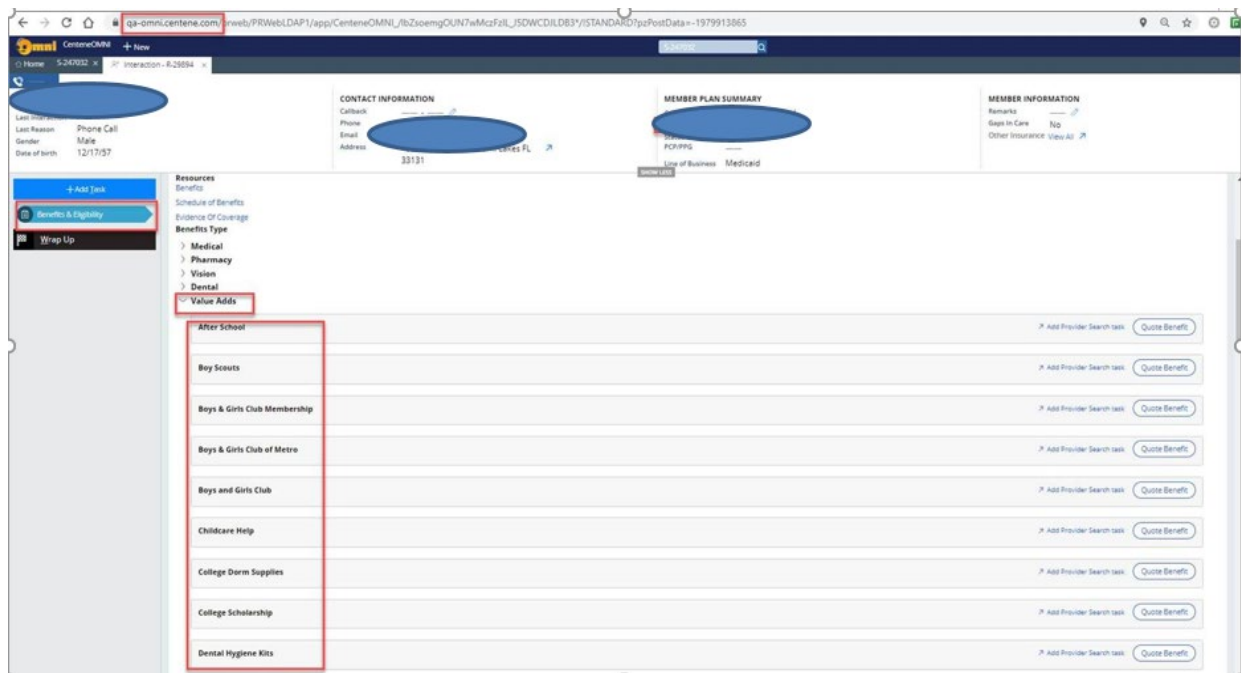 qa-omni.centene.com/prweb/PRWebLDAP1/app/CenteneOMNI_/
Omni CenteneOMNI + New S-247032
Home S-247032 × Interaction - R-29894 ×
CONTACT INFORMATION MEMBER PLAN SUMMARY MEMBER INFORMATION
Callback ---- - ---- Remarks ----
Phone Gaps In Care No
Last Reason Phone Call Email Other Insurance View All
Gender Male Address Lakes FL PCP/PPG ----
Date of birth 12/17/57 33131 Line of Business Medicaid
SHOW LESS
+ Add Task
Benefits & Eligibility
Wrap Up
Resources
Benefits
Schedule of Benefits
Evidence Of Coverage
Benefits Type
Medical
Pharmacy
Vision
Dental
Value Adds
After School Add Provider Search task Quote Benefit
Boy Scouts Add Provider Search task Quote Benefit
Boys & Girls Club Membership Add Provider Search task Quote Benefit
Boys & Girls Club of Metro Add Provider Search task Quote Benefit
Boys and Girls Club Add Provider Search task Quote Benefit
Childcare Help Add Provider Search task Quote Benefit
College Dorm Supplies Add Provider Search task Quote Benefit
College Scholarship Add Provider Search task Quote Benefit
Dental Hygiene Kits Add Provider Search task Quote Benefit